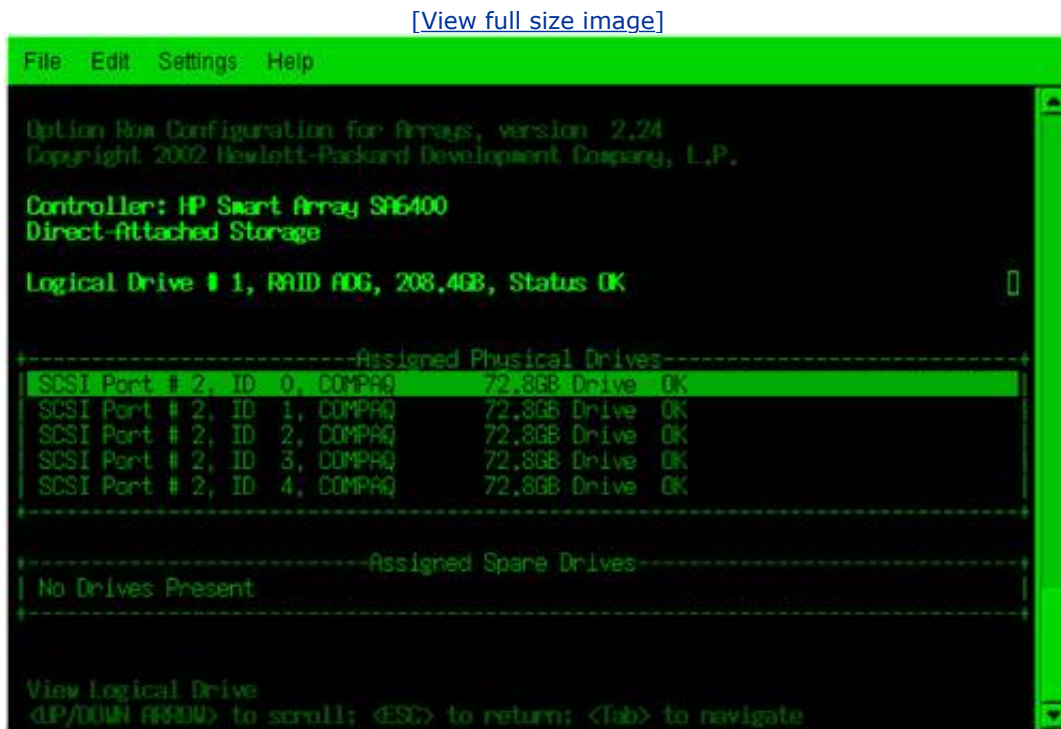 [View full size image]
File Edit Settings Help
Option Rom Configuration for Arrays, version 2.24
Copyright 2002 Hewlett-Packard Development Company, L.P.
Controller: HP Smart Array SA6400
Direct-Attached Storage
Logical Drive # 1, RAID ADG, 208.4GB, Status OK
Assigned Physical Drives
SCSI Port # 2, ID 0, COMPAQ 72.8GB Drive OK
SCSI Port # 2, ID 1, COMPAQ 72.8GB Drive OK
SCSI Port # 2, ID 2, COMPAQ 72.8GB Drive OK
SCSI Port # 2, ID 3, COMPAQ 72.8GB Drive OK
SCSI Port # 2, ID 4, COMPAQ 72.8GB Drive OK
Assigned Spare Drives
No Drives Present
View Logical Drive
<UP/DOWN ARROW> to scroll; <ESC> to return; <Tab> to navigate